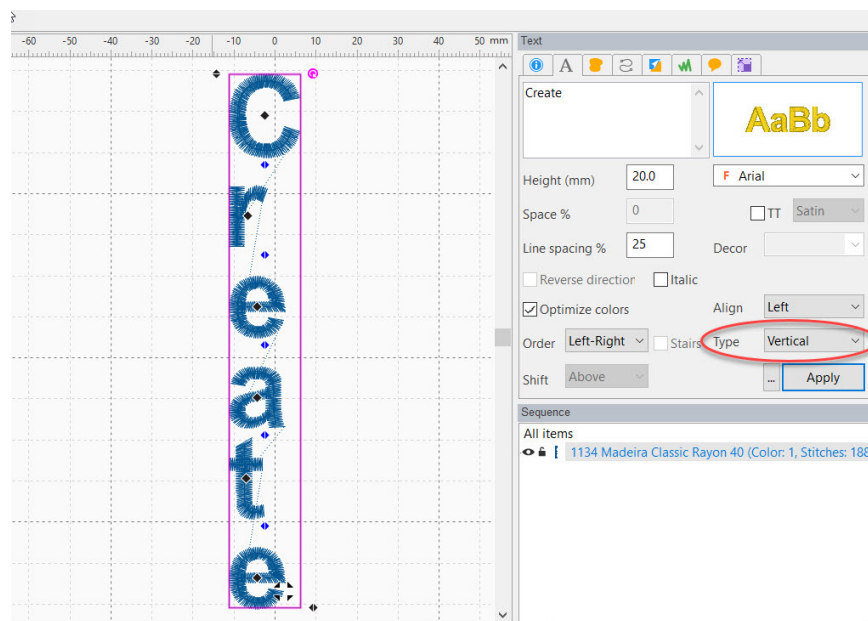 -60 -50 -40 -30 -20 -10 0 10 20 30 40 50 mm
C
r
e
a
t
e
Text
A
Create
AaBb
Height (mm) 20.0 F Arial
Space % 0 TT Satin
Line spacing % 25 Decor
Reverse direction Italic
Optimize colors Align Left
Order Left-Right Stairs Type Vertical
Shift Above ... Apply
Sequence
All items
1134 Madeira Classic Rayon 40 (Color: 1, Stitches: 188